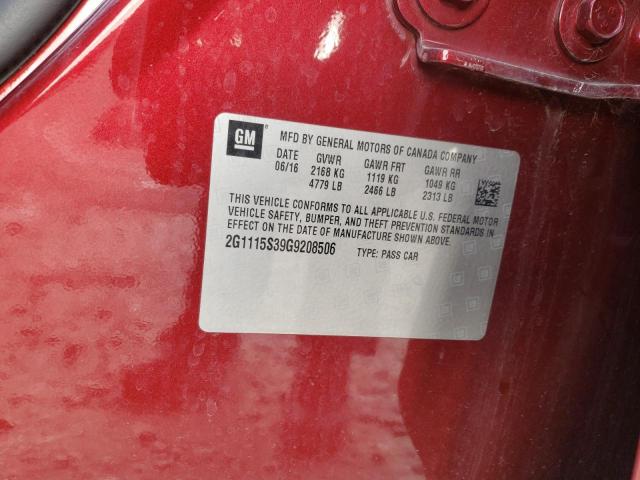 GM ® MFD BY GENERAL MOTORS OF CANADA COMPANY
DATE GVWR GAWR FRT GAWR RR
06/16 2168 KG 1119 KG 1049 KG
4779 LB 2466 LB 2313 LB
THIS VEHICLE CONFORMS TO ALL APPLICABLE U.S. FEDERAL MOTOR
VEHICLE SAFETY, BUMPER, AND THEFT PREVENTION STANDARDS IN
EFFECT ON THE DATE OF MANUFACTURE SHOWN ABOVE.
2G1115S39G9208506 TYPE: PASS CAR